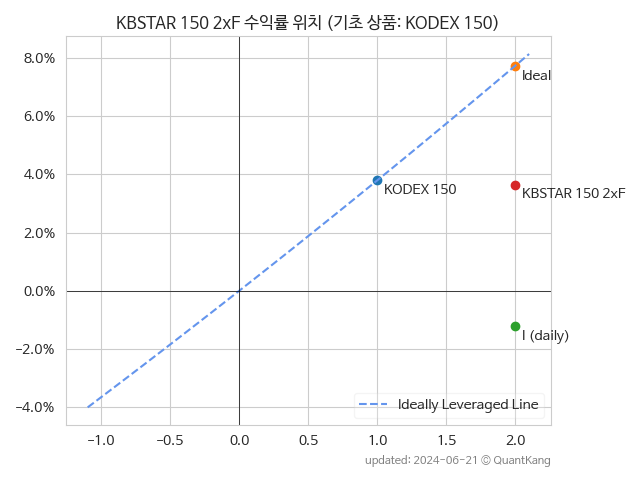 KBSTAR 150 2xF 수익률 위치 (기초 상품: KODEX 150)
8.0%
6.0%
4.0%
2.0%
0.0%
−2.0%
−4.0%
Ideal
KODEX 150
KBSTAR 150 2xF
I (daily)
Ideally Leveraged Line
−1.0 −0.5 0.0 0.5 1.0 1.5 2.0
updated: 2024-06-21 © QuantKang